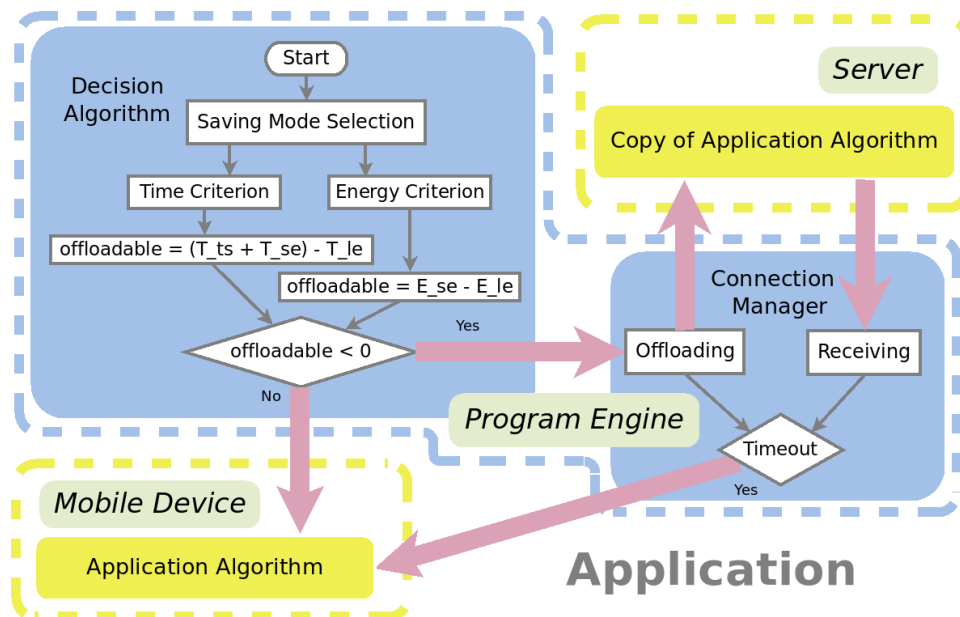 Start
Decision
Algorithm
Saving Mode Selection
Time Criterion
Energy Criterion
offloadable = (T_ts + T_se) - T_le
offloadable = E_se - E_le
offloadable < 0
Yes
No
Server
Copy of Application Algorithm
Connection
Manager
Offloading
Receiving
Timeout
Yes
Program Engine
Mobile Device
Application Algorithm
Application